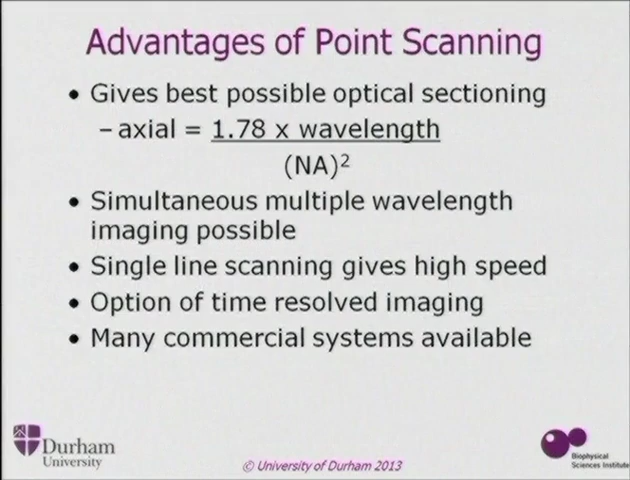 Advantages of Point Scanning
• Gives best possible optical sectioning
– axial = 1.78 x wavelength
(NA)²
• Simultaneous multiple wavelength
imaging possible
• Single line scanning gives high speed
• Option of time resolved imaging
• Many commercial systems available
Durham
University
© University of Durham 2013
Biophysical
Sciences Institute